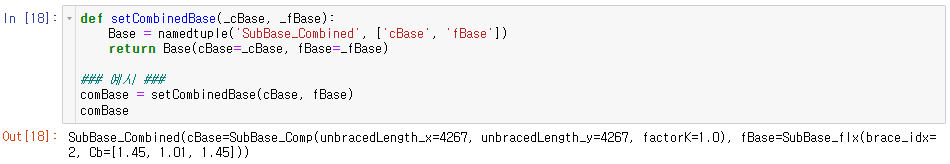 In [18]:
def setCombinedBase(_cBase, _fBase):
    Base = namedtuple('SubBase_Combined', ['cBase', 'fBase'])
    return Base(cBase=_cBase, fBase=_fBase)

### 예시 ###
comBase = setCombinedBase(cBase, fBase)
comBase
Out[18]:
SubBase_Combined(cBase=SubBase_Comp(unbracedLength_x=4267, unbracedLength_y=4267, factorK=1.0), fBase=SubBase_flx(brace_idx=
2, Cb=[1.45, 1.01, 1.45]))